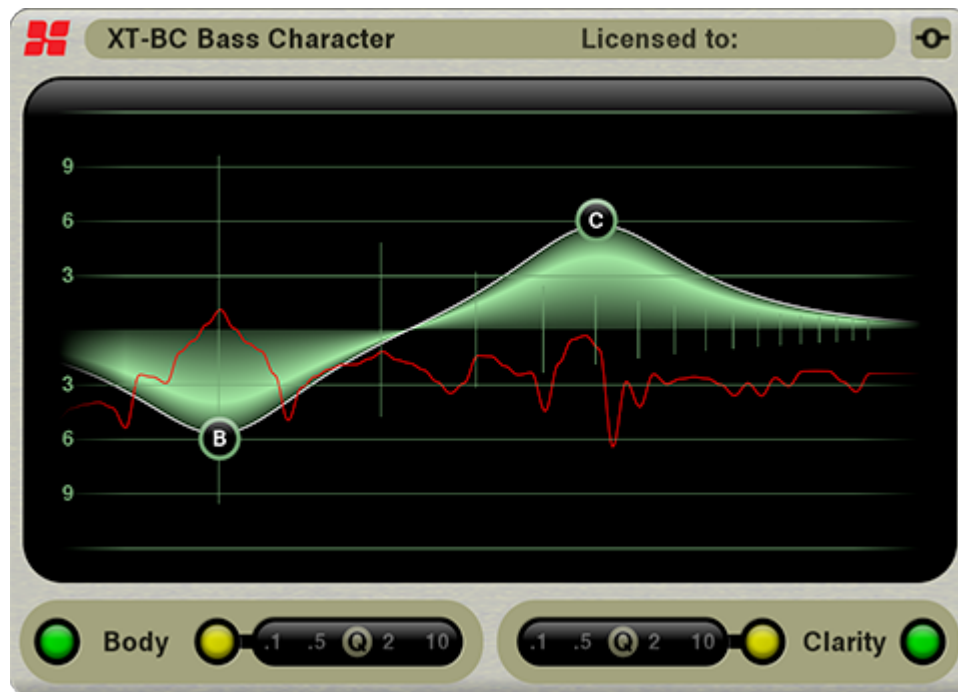 XT-BC Bass Character Licensed to:
9
6
C
3
3
6
B
9
Body .1 .5 Q 2 10 .1 .5 Q 2 10 Clarity